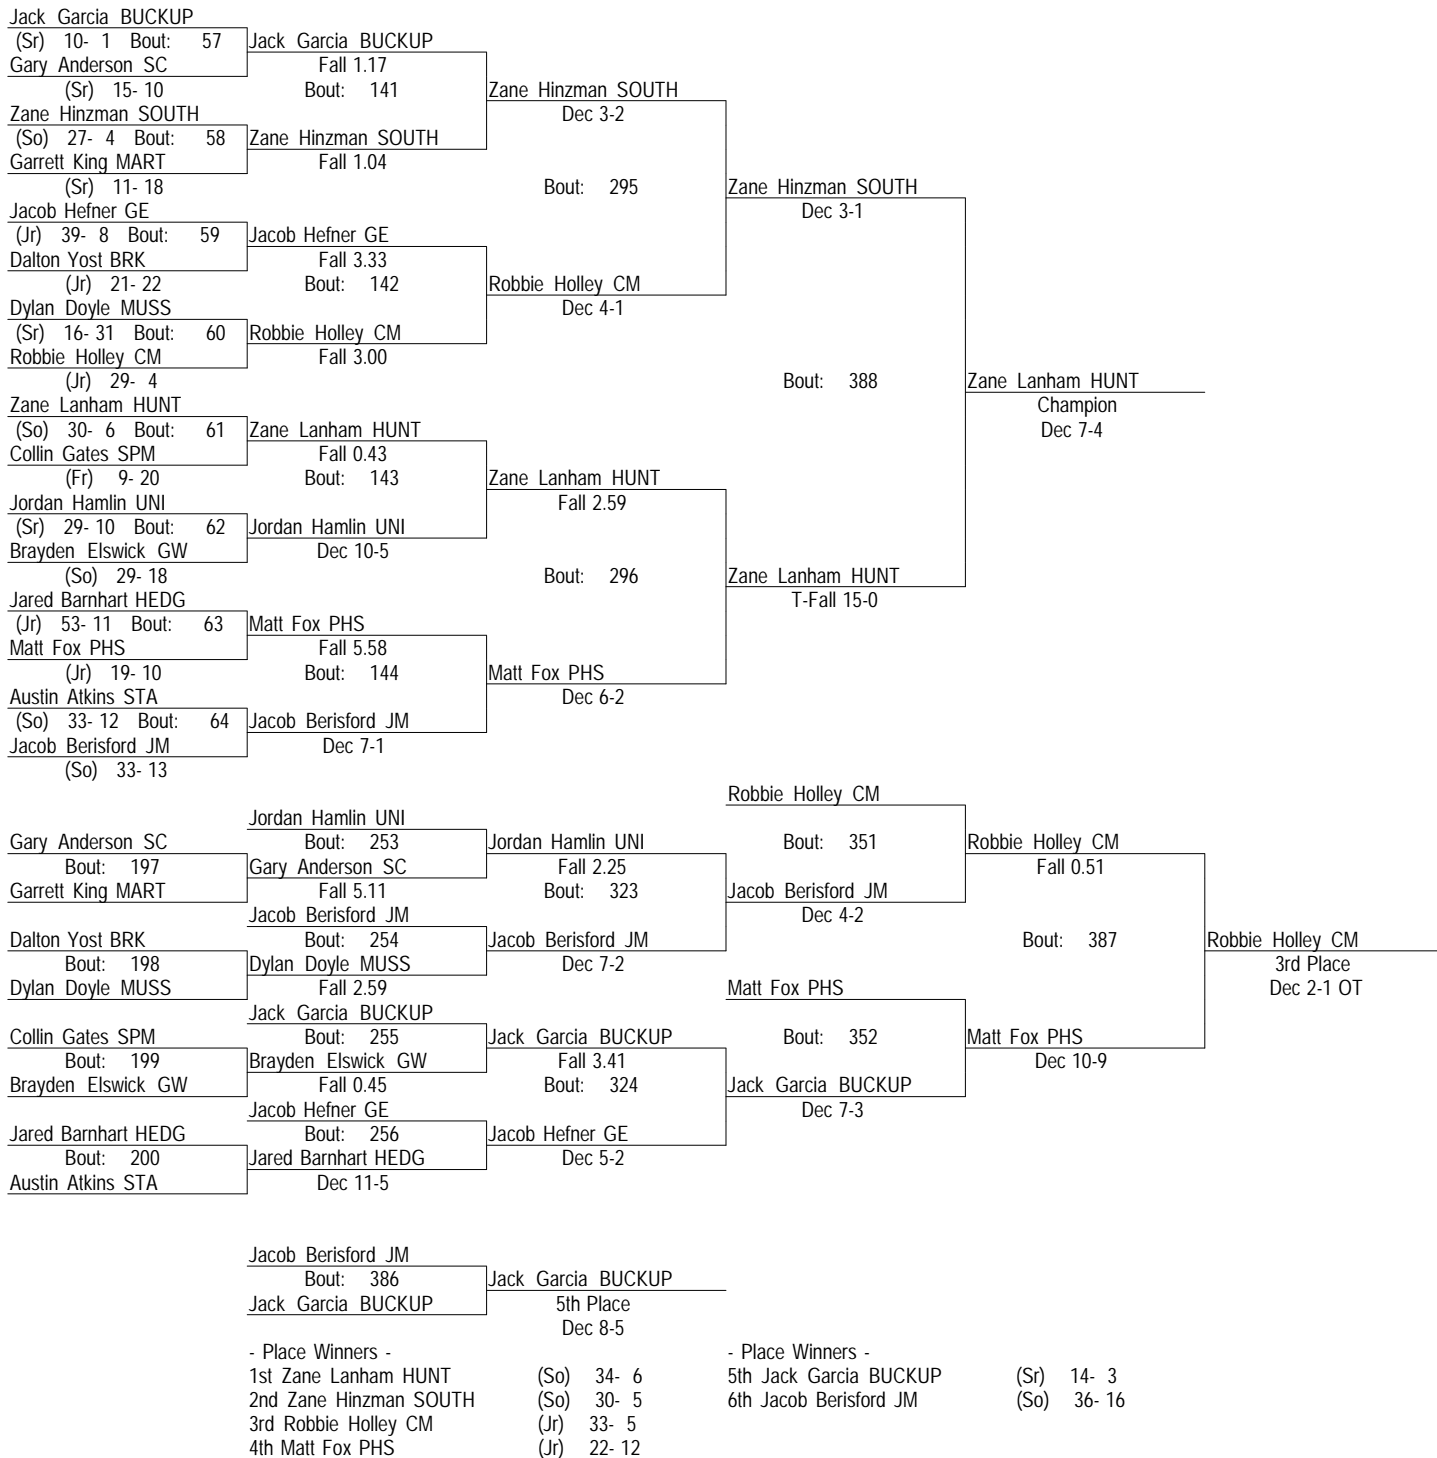 Jack Garcia BUCKUP
(Sr) 10- 1 Bout: 57 Jack Garcia BUCKUP
Gary Anderson SC Fall 1.17
(Sr) 15- 10 Bout: 141 Zane Hinzman SOUTH
Zane Hinzman SOUTH Dec 3-2
(So) 27- 4 Bout: 58 Zane Hinzman SOUTH
Garrett King MART Fall 1.04
(Sr) 11- 18 Bout: 295 Zane Hinzman SOUTH
Jacob Hefner GE Dec 3-1
(Jr) 39- 8 Bout: 59 Jacob Hefner GE
Dalton Yost BRK Fall 3.33
(Jr) 21- 22 Bout: 142 Robbie Holley CM
Dylan Doyle MUSS Dec 4-1
(Sr) 16- 31 Bout: 60 Robbie Holley CM
Robbie Holley CM Fall 3.00
(Jr) 29- 4 Bout: 388 Zane Lanham HUNT
Zane Lanham HUNT Champion
(So) 30- 6 Bout: 61 Zane Lanham HUNT Dec 7-4
Collin Gates SPM Fall 0.43
(Fr) 9- 20 Bout: 143 Zane Lanham HUNT
Jordan Hamlin UNI Fall 2.59
(Sr) 29- 10 Bout: 62 Jordan Hamlin UNI
Brayden Elswick GW Dec 10-5
(So) 29- 18 Bout: 296 Zane Lanham HUNT
Jared Barnhart HEDG T-Fall 15-0
(Jr) 53- 11 Bout: 63 Matt Fox PHS
Matt Fox PHS Fall 5.58
(Jr) 19- 10 Bout: 144 Matt Fox PHS
Austin Atkins STA Dec 6-2
(So) 33- 12 Bout: 64 Jacob Berisford JM
Jacob Berisford JM Dec 7-1
(So) 33- 13
Robbie Holley CM
Jordan Hamlin UNI
Gary Anderson SC Bout: 253 Jordan Hamlin UNI Bout: 351 Robbie Holley CM
Bout: 197 Gary Anderson SC Fall 2.25 Fall 0.51
Garrett King MART Fall 5.11 Bout: 323 Jacob Berisford JM
Jacob Berisford JM Dec 4-2
Dalton Yost BRK Bout: 254 Jacob Berisford JM Bout: 387 Robbie Holley CM
Bout: 198 Dylan Doyle MUSS Dec 7-2 3rd Place
Dylan Doyle MUSS Fall 2.59 Matt Fox PHS Dec 2-1 OT
Jack Garcia BUCKUP
Collin Gates SPM Bout: 255 Jack Garcia BUCKUP Bout: 352 Matt Fox PHS
Bout: 199 Brayden Elswick GW Fall 3.41 Dec 10-9
Brayden Elswick GW Fall 0.45 Bout: 324 Jack Garcia BUCKUP
Jacob Hefner GE Dec 7-3
Jared Barnhart HEDG Bout: 256 Jacob Hefner GE
Bout: 200 Jared Barnhart HEDG Dec 5-2
Austin Atkins STA Dec 11-5
Jacob Berisford JM
Bout: 386 Jack Garcia BUCKUP
Jack Garcia BUCKUP 5th Place
Dec 8-5
- Place Winners - - Place Winners -
1st Zane Lanham HUNT (So) 34- 6 5th Jack Garcia BUCKUP (Sr) 14- 3
2nd Zane Hinzman SOUTH (So) 30- 5 6th Jacob Berisford JM (So) 36- 16
3rd Robbie Holley CM (Jr) 33- 5
4th Matt Fox PHS (Jr) 22- 12